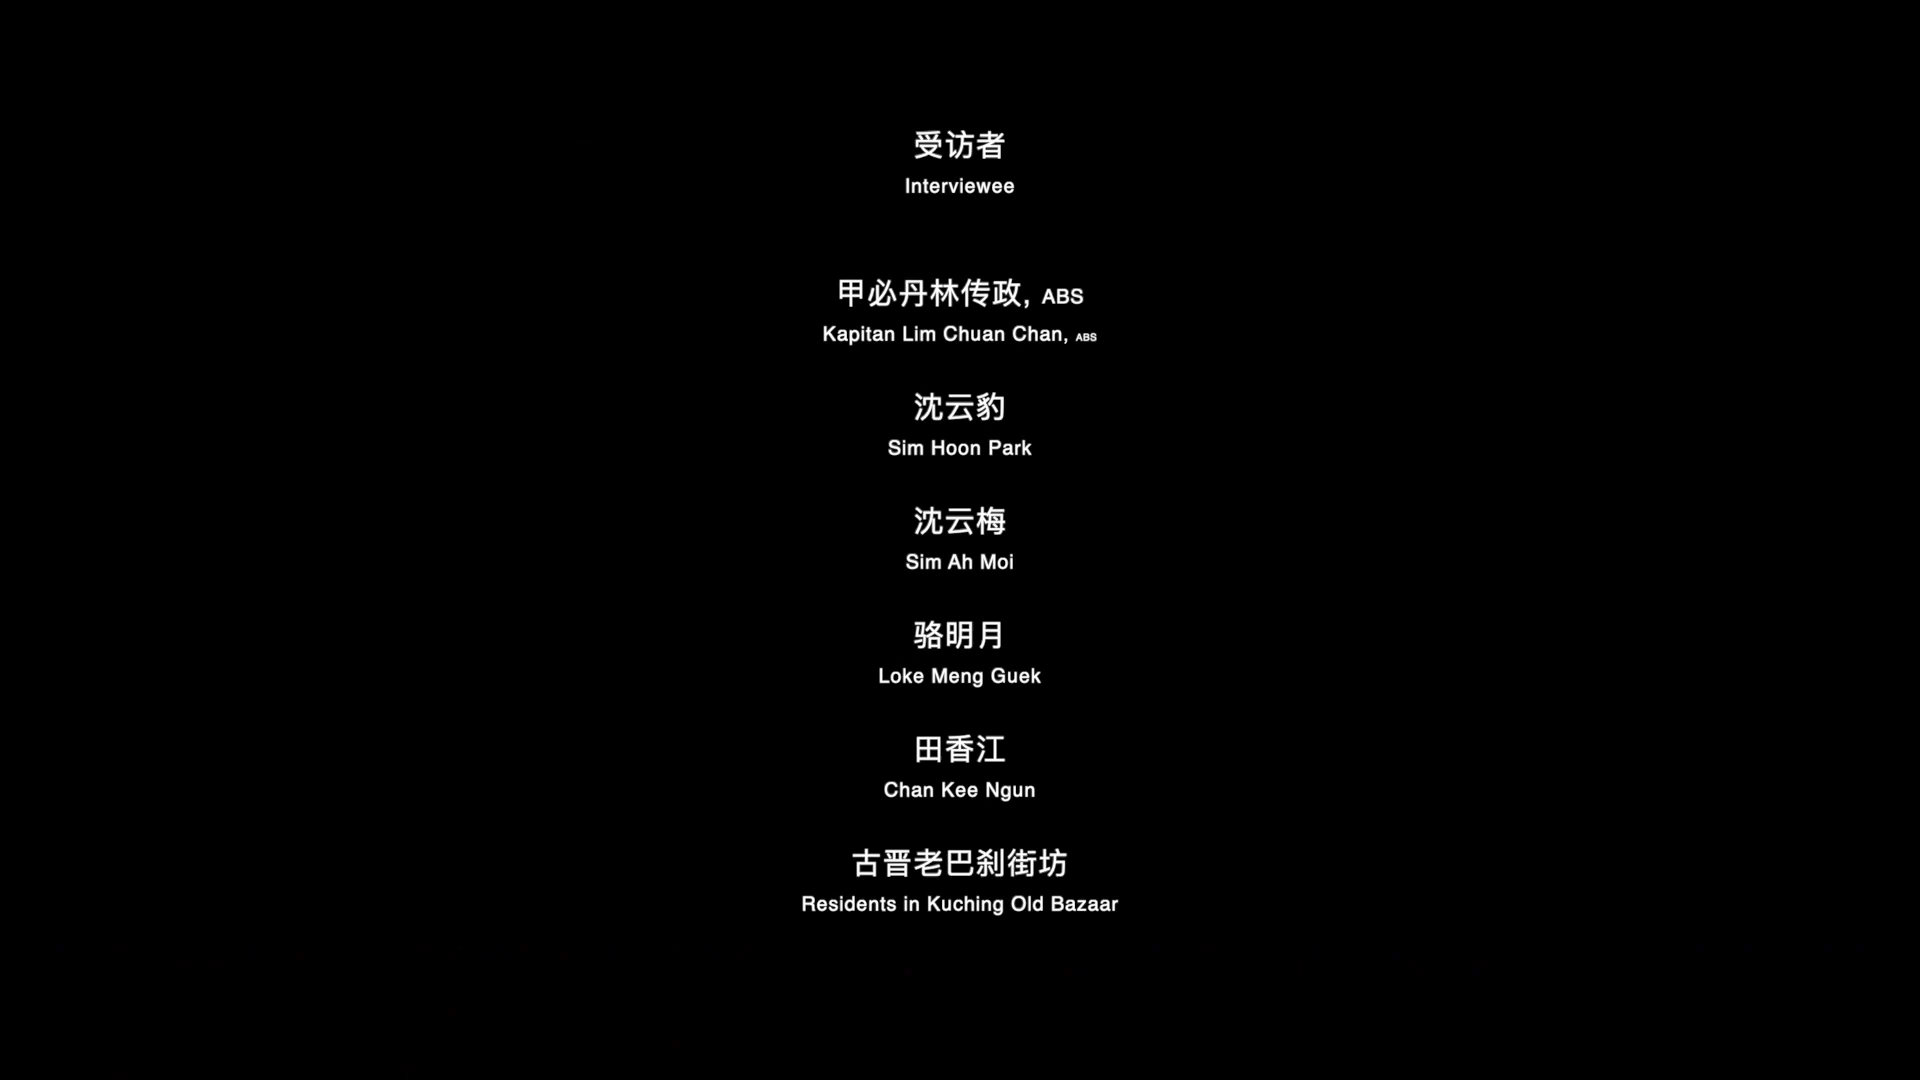 受访者
Interviewee
甲必丹林传政, ABS
Kapitan Lim Chuan Chan, ABS
沈云豹
Sim Hoon Park
沈云梅
Sim Ah Moi
骆明月
Loke Meng Guek
田香江
Chan Kee Ngun
古晋老巴刹街坊
Residents in Kuching Old Bazaar